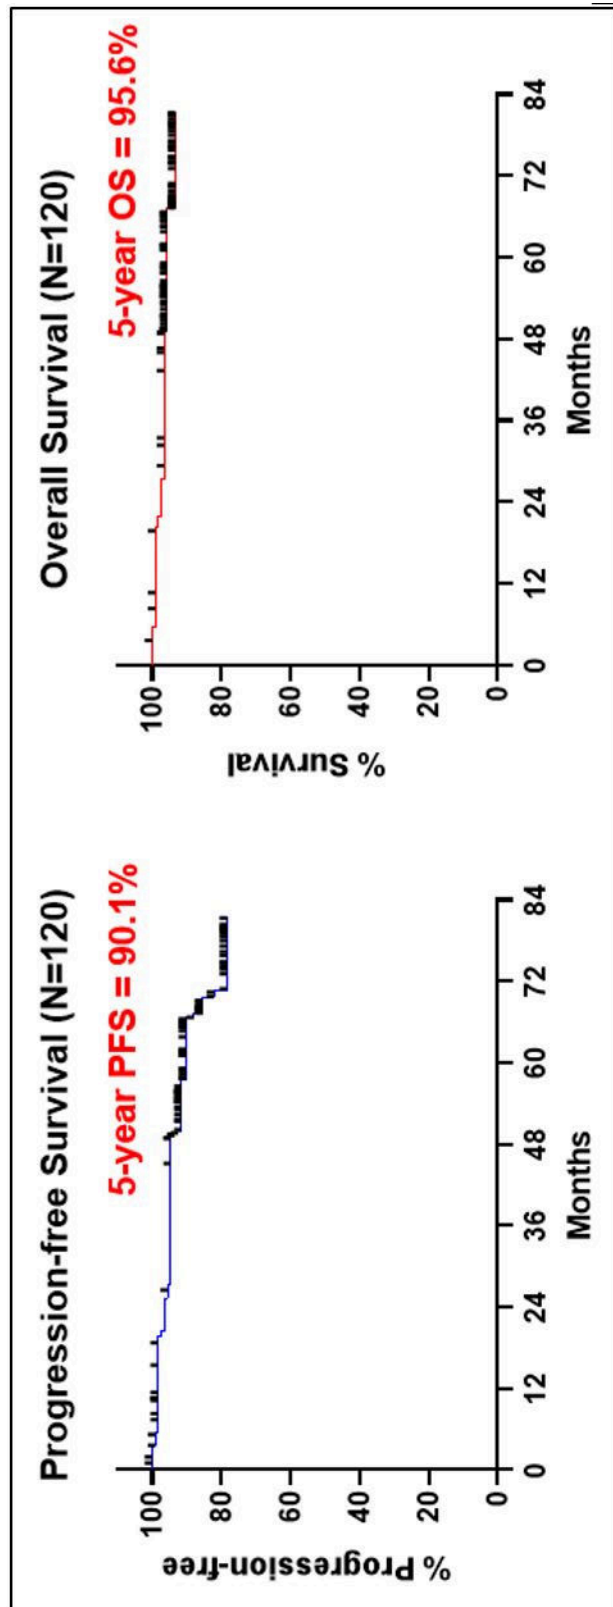 Progression-free Survival (N=120)
5-year PFS = 90.1%
% Progression-free
100
80
60
40
20
0
0 12 24 36 48 60 72 84
Months
Overall Survival (N=120)
5-year OS = 95.6%
% Survival
100
80
60
40
20
0
0 12 24 36 48 60 72 84
Months